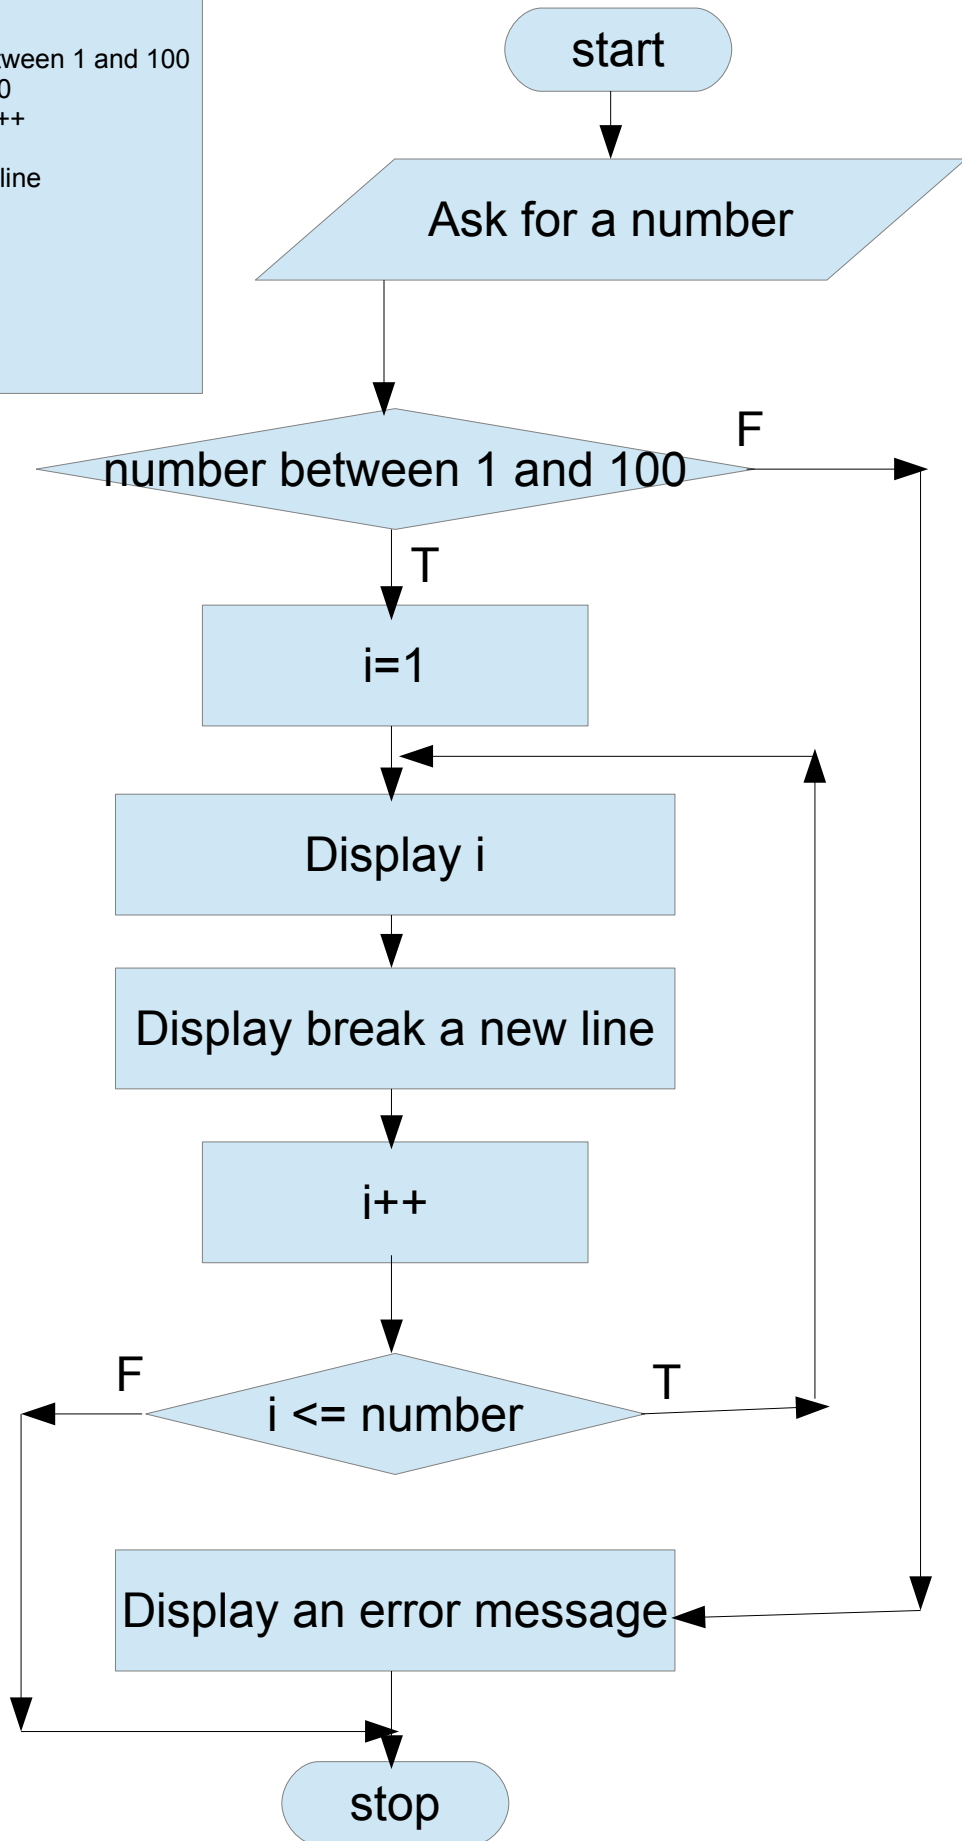 between 1 and 100
0
++
line
start
Ask for a number
number between 1 and 100
F
T
i=1
Display i
Display break a new line
i++
F
T
i <= number
Display an error message
stop